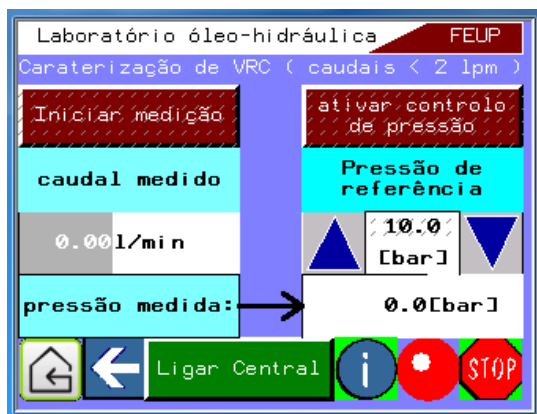 Laboratório óleo-hidráulica FEUP
Caraterização de VRC ( caudais < 2 lpm )
Iniciar medição
ativar controlo
de pressão
caudal medido
Pressão de
referência
0.00 l/min
10.0
[bar]
pressão medida:
0.0[bar]
Ligar Central
i
STOP